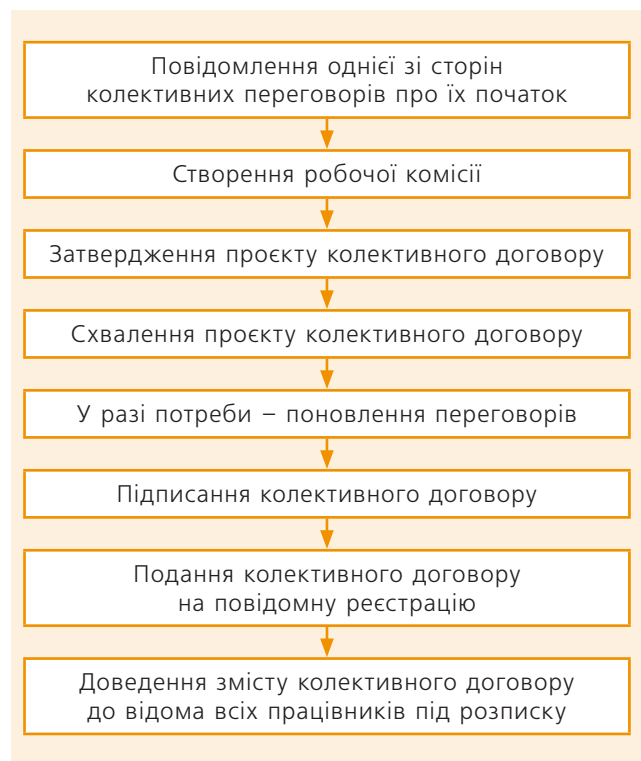 Повідомлення однієї зі сторін
колективних переговорів про їх початок
Створення робочої комісії
Затвердження проєкту колективного договору
Схвалення проєкту колективного договору
У разі потреби – поновлення переговорів
Підписання колективного договору
Подання колективного договору
на повідомну реєстрацію
Доведення змісту колективного договору
до відома всіх працівників під розписку